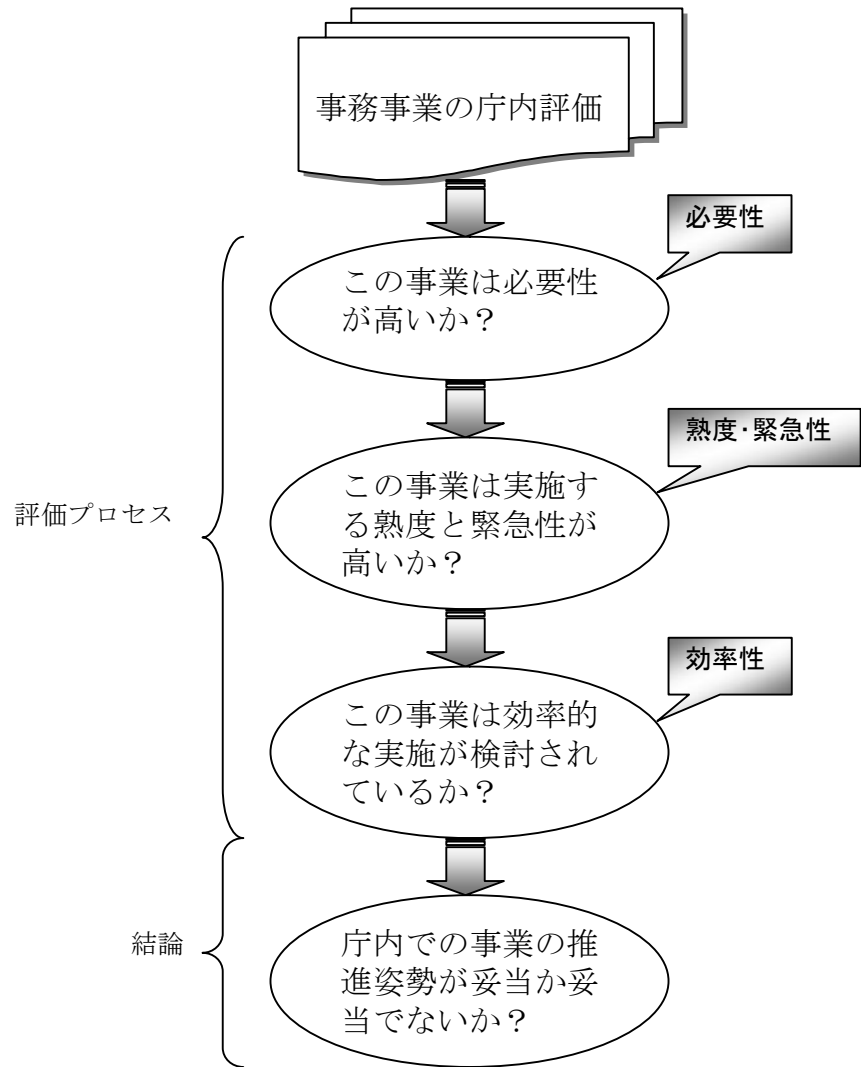 事務事業の庁内評価
必要性
この事業は必要性
が高いか？
熟度・緊急性
この事業は実施す
る熟度と緊急性が
高いか？
評価プロセス
効率性
この事業は効率的
な実施が検討され
ているか？
結論
庁内での事業の推
進姿勢が妥当か妥
当でないか？